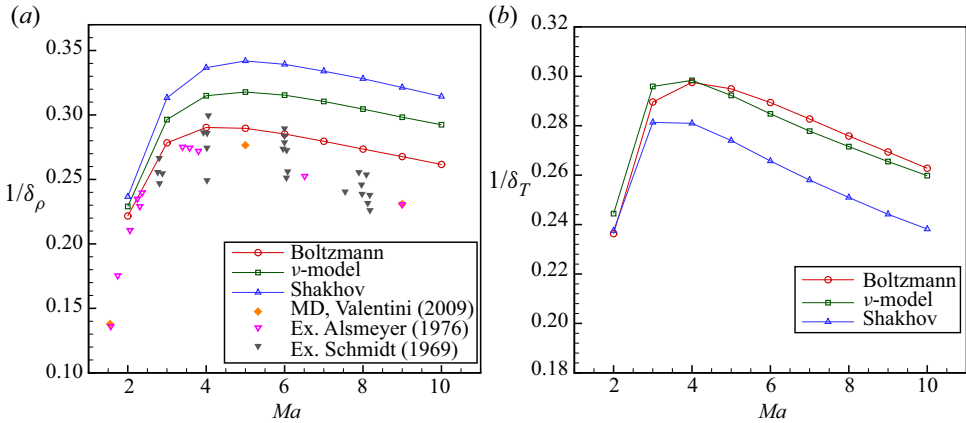 (a)
0.35
0.30
0.25
0.20
0.15
0.10
1/δρ
2 4 6 8 10
Ma
Boltzmann
ν-model
Shakhov
MD, Valentini (2009)
Ex. Alsmeyer (1976)
Ex. Schmidt (1969)
(b)
0.32
0.30
0.28
0.26
0.24
0.22
0.20
0.18
1/δT
2 4 6 8 10
Ma
Boltzmann
ν-model
Shakhov